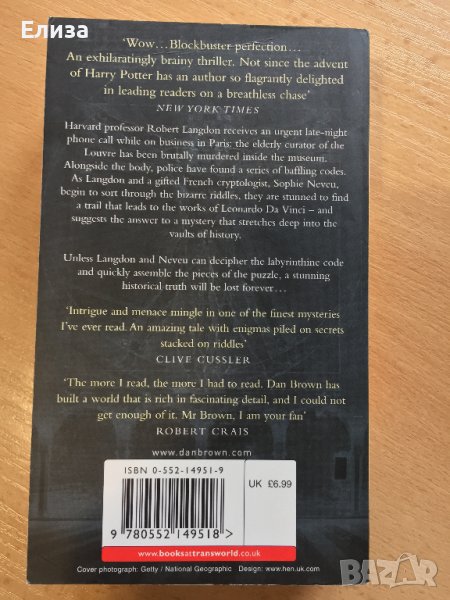 Елиза
‘Wow…Blockbuster perfection…
An exhilaratingly brainy thriller. Not since the advent
of Harry Potter has an author so flagrantly delighted
in leading readers on a breathless chase’
NEW YORK TIMES
Harvard professor Robert Langdon receives an urgent late-night
phone call while on business in Paris: the elderly curator of the
Louvre has been brutally murdered inside the museum.
Alongside the body, police have found a series of baffling codes.
As Langdon and a gifted French cryptologist, Sophie Neveu,
begin to sort through the bizarre riddles, they are stunned to find
a trail that leads to the works of Leonardo Da Vinci – and
suggests the answer to a mystery that stretches deep into the
vaults of history.
Unless Langdon and Neveu can decipher the labyrinthine code
and quickly assemble the pieces of the puzzle, a stunning
historical truth will be lost forever…
‘Intrigue and menace mingle in one of the finest mysteries
I’ve ever read. An amazing tale with enigmas piled on secrets
stacked on riddles’
CLIVE CUSSLER
‘The more I read, the more I had to read. Dan Brown has
built a world that is rich in fascinating detail, and I could not
get enough of it. Mr Brown, I am your fan’
ROBERT CRAIS
www.danbrown.com
ISBN 0-552-14951-9
UK £6.99
9 780552 149518 >
www.booksattransworld.co.uk
Cover photograph: Getty / National Geographic Design: www.hen.uk.com
BAZAR